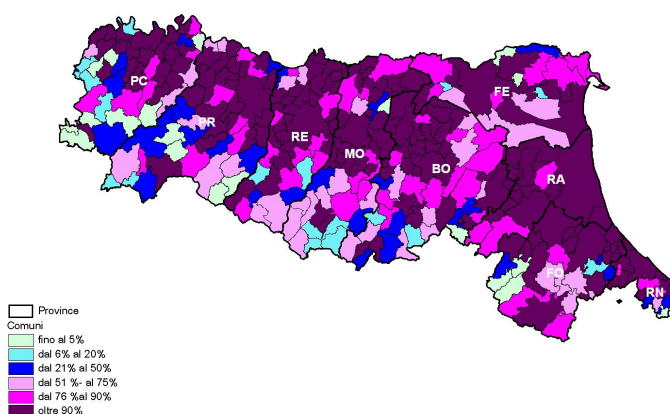 PC
FE
PR
RE
MO
BO
RA
FO
RN
Province
Comuni
fino al 5%
dal 6% al 20%
dal 21% al 50%
dal 51 %- al 75%
dal 76 %al 90%
oltre 90%